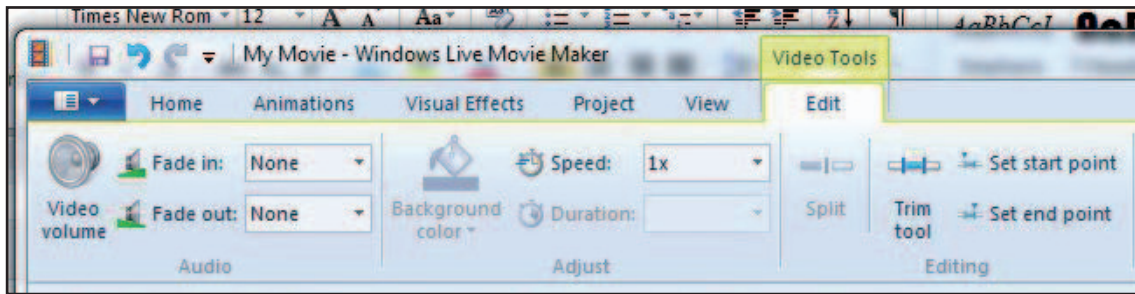 Times New Rom 12 A A Aa
AaBbCcI
My Movie - Windows Live Movie Maker
Video Tools
Home Animations Visual Effects Project View Edit
Fade in: None Speed: 1x Set start point
Video volume Fade out: None Background color Duration: Split Trim tool Set end point
Audio Adjust Editing